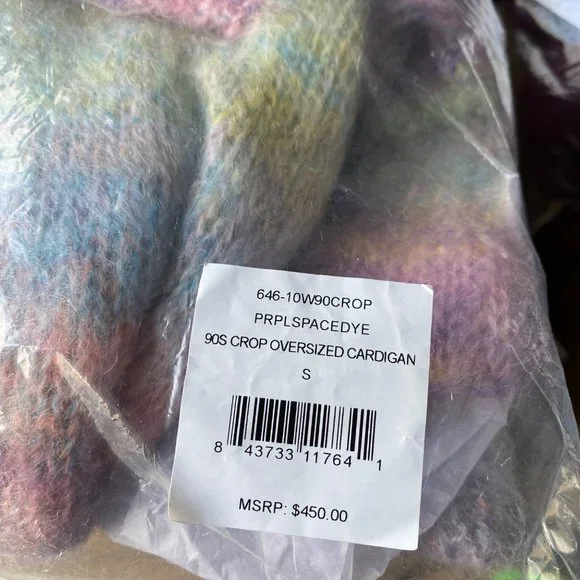 646-10W90CROP
PRPLSPACEDYE
90S CROP OVERSIZED CARDIGAN
S
8 43733 11764 1
MSRP: $450.00